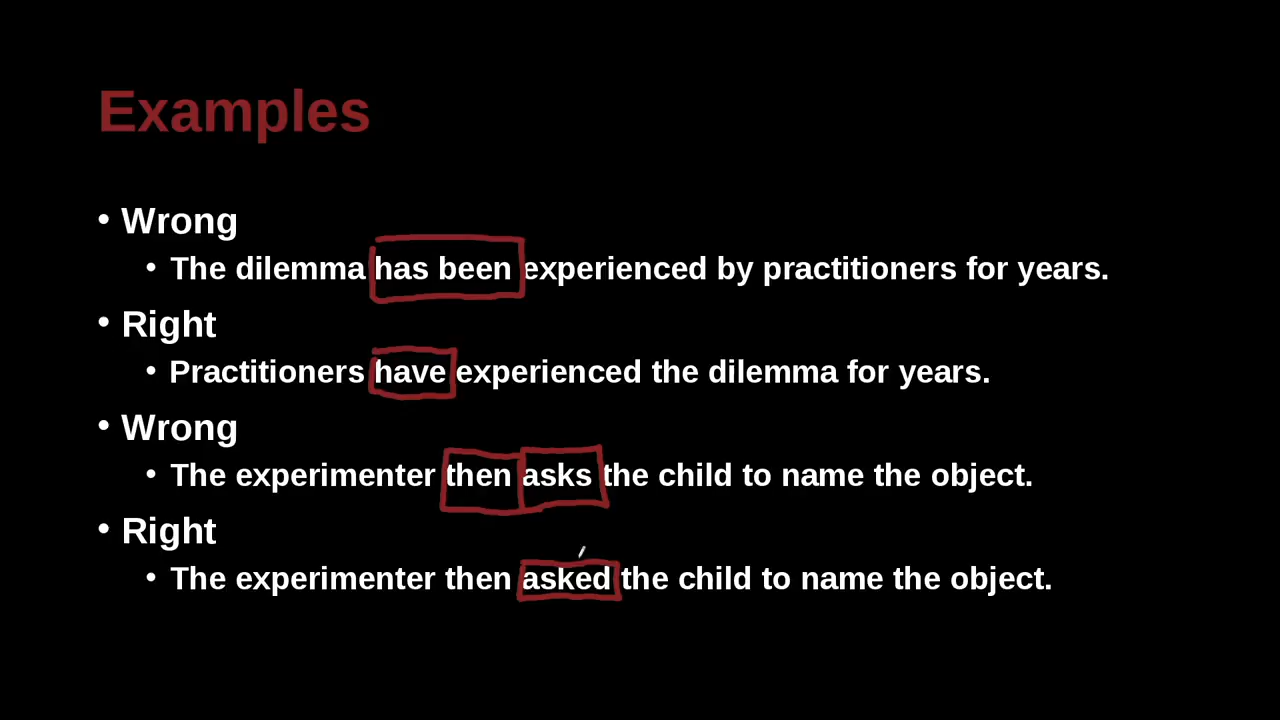 Examples
• Wrong
• The dilemma has been experienced by practitioners for years.
• Right
• Practitioners have experienced the dilemma for years.
• Wrong
• The experimenter then asks the child to name the object.
• Right
• The experimenter then asked the child to name the object.